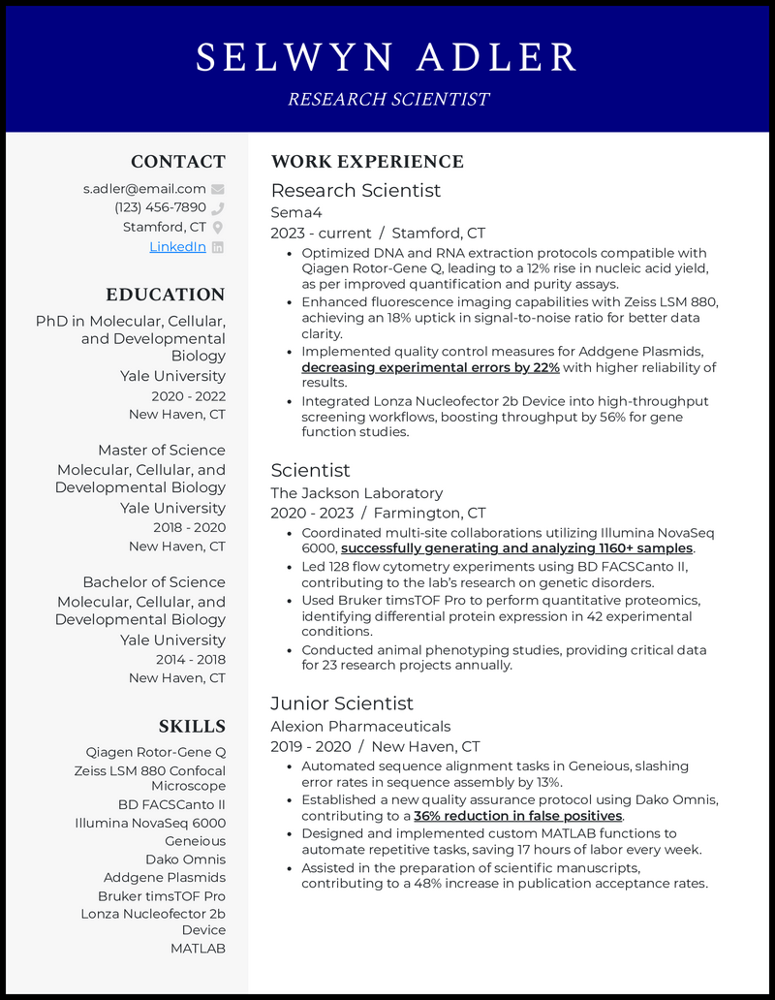 SELWYN ADLER
RESEARCH SCIENTIST
CONTACT
s.adler@email.com
(123) 456-7890
Stamford, CT
LinkedIn
EDUCATION
PhD in Molecular, Cellular,
and Developmental
Biology
Yale University
2020 - 2022
New Haven, CT
Master of Science
Molecular, Cellular, and
Developmental Biology
Yale University
2018 - 2020
New Haven, CT
Bachelor of Science
Molecular, Cellular, and
Developmental Biology
Yale University
2014 - 2018
New Haven, CT
SKILLS
Qiagen Rotor-Gene Q
Zeiss LSM 880 Confocal
Microscope
BD FACSCanto II
Illumina NovaSeq 6000
Geneious
Dako Omnis
Addgene Plasmids
Bruker timsTOF Pro
Lonza Nucleofector 2b
Device
MATLAB
WORK EXPERIENCE
Research Scientist
Sema4
2023 - current / Stamford, CT
• Optimized DNA and RNA extraction protocols compatible with
Qiagen Rotor-Gene Q, leading to a 12% rise in nucleic acid yield,
as per improved quantification and purity assays.
• Enhanced fluorescence imaging capabilities with Zeiss LSM 880,
achieving an 18% uptick in signal-to-noise ratio for better data
clarity.
• Implemented quality control measures for Addgene Plasmids,
decreasing experimental errors by 22% with higher reliability of
results.
• Integrated Lonza Nucleofector 2b Device into high-throughput
screening workflows, boosting throughput by 56% for gene
function studies.
Scientist
The Jackson Laboratory
2020 - 2023 / Farmington, CT
• Coordinated multi-site collaborations utilizing Illumina NovaSeq
6000, successfully generating and analyzing 1160+ samples.
• Led 128 flow cytometry experiments using BD FACSCanto II,
contributing to the lab's research on genetic disorders.
• Used Bruker timsTOF Pro to perform quantitative proteomics,
identifying differential protein expression in 42 experimental
conditions.
• Conducted animal phenotyping studies, providing critical data
for 23 research projects annually.
Junior Scientist
Alexion Pharmaceuticals
2019 - 2020 / New Haven, CT
• Automated sequence alignment tasks in Geneious, slashing
error rates in sequence assembly by 13%.
• Established a new quality assurance protocol using Dako Omnis,
contributing to a 36% reduction in false positives.
• Designed and implemented custom MATLAB functions to
automate repetitive tasks, saving 17 hours of labor every week.
• Assisted in the preparation of scientific manuscripts,
contributing to a 48% increase in publication acceptance rates.